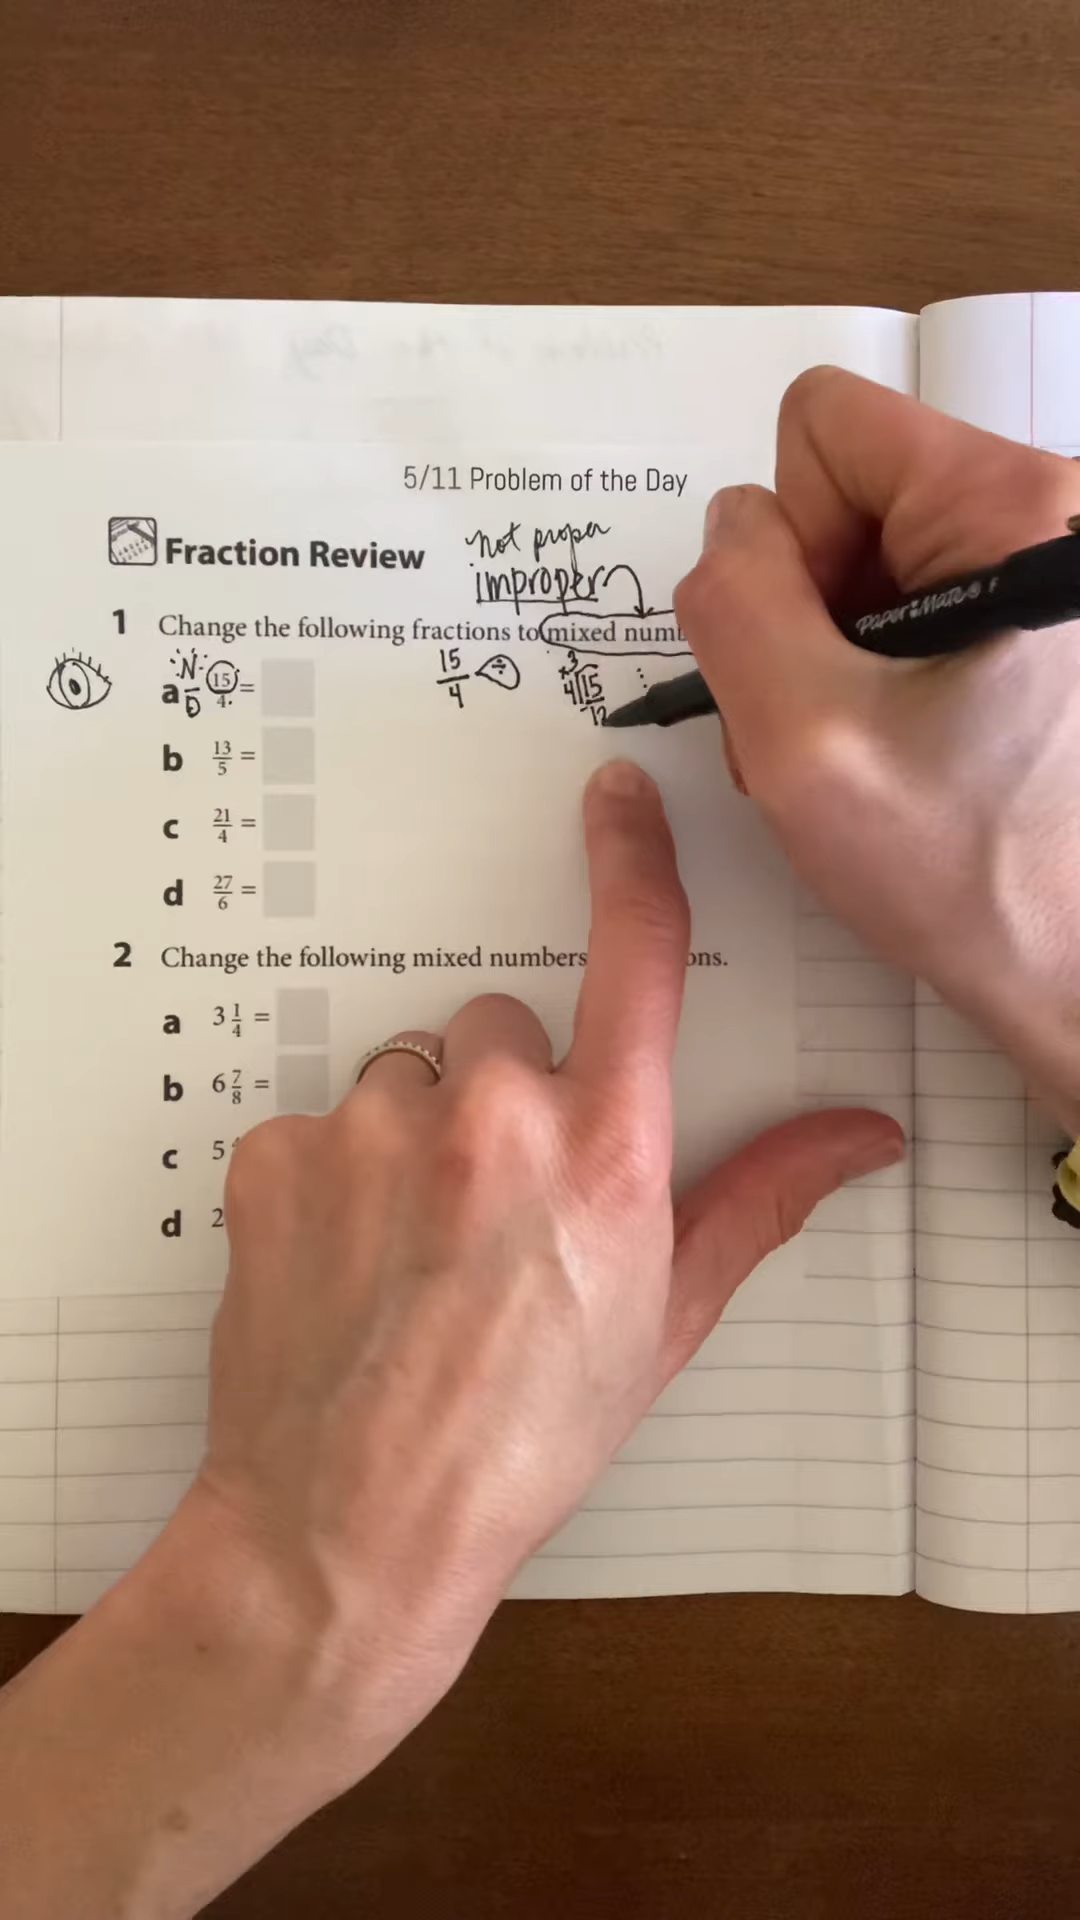 5/11 Problem of the Day
not proper
Fraction Review
improper
1 Change the following fractions to mixed num
N
D
a 15/4 =
15/4 ÷
3
4)15
-12
b 13/5 =
c 21/4 =
d 27/6 =
2 Change the following mixed numbers ons.
a 3 1/4 =
b 6 7/8 =
c 5
d 2
Paper:Mate® F